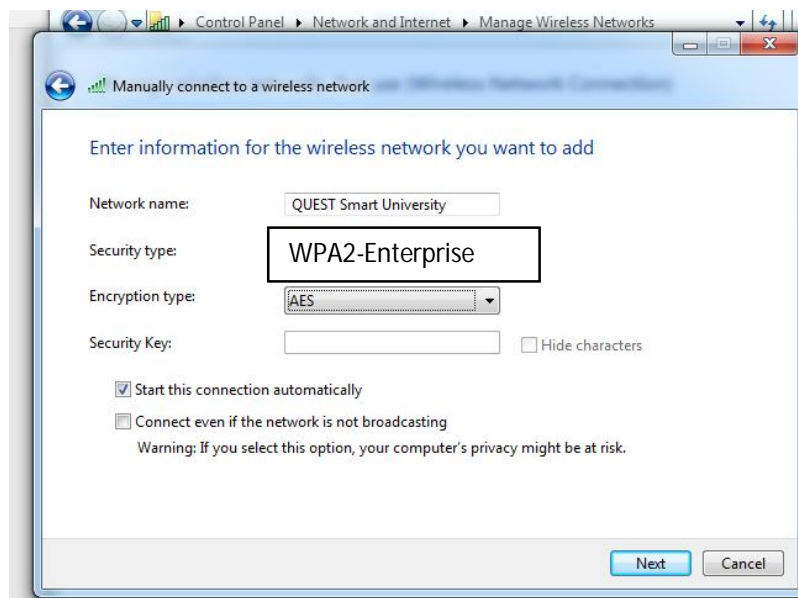 Control Panel Network and Internet Manage Wireless Networks
Manually connect to a wireless network
Enter information for the wireless network you want to add
Network name: QUEST Smart University
Security type: WPA2-Enterprise
Encryption type: AES
Security Key: Hide characters
Start this connection automatically
Connect even if the network is not broadcasting
Warning: If you select this option, your computer's privacy might be at risk.
Next Cancel